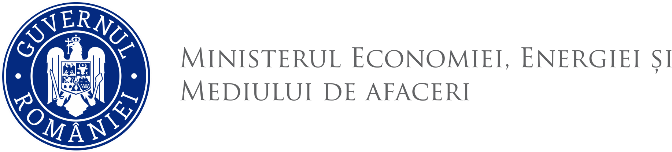 GUVERNUL
ROMÂNIEI
MINISTERUL ECONOMIEI, ENERGIEI ȘI
MEDIULUI DE AFACERI